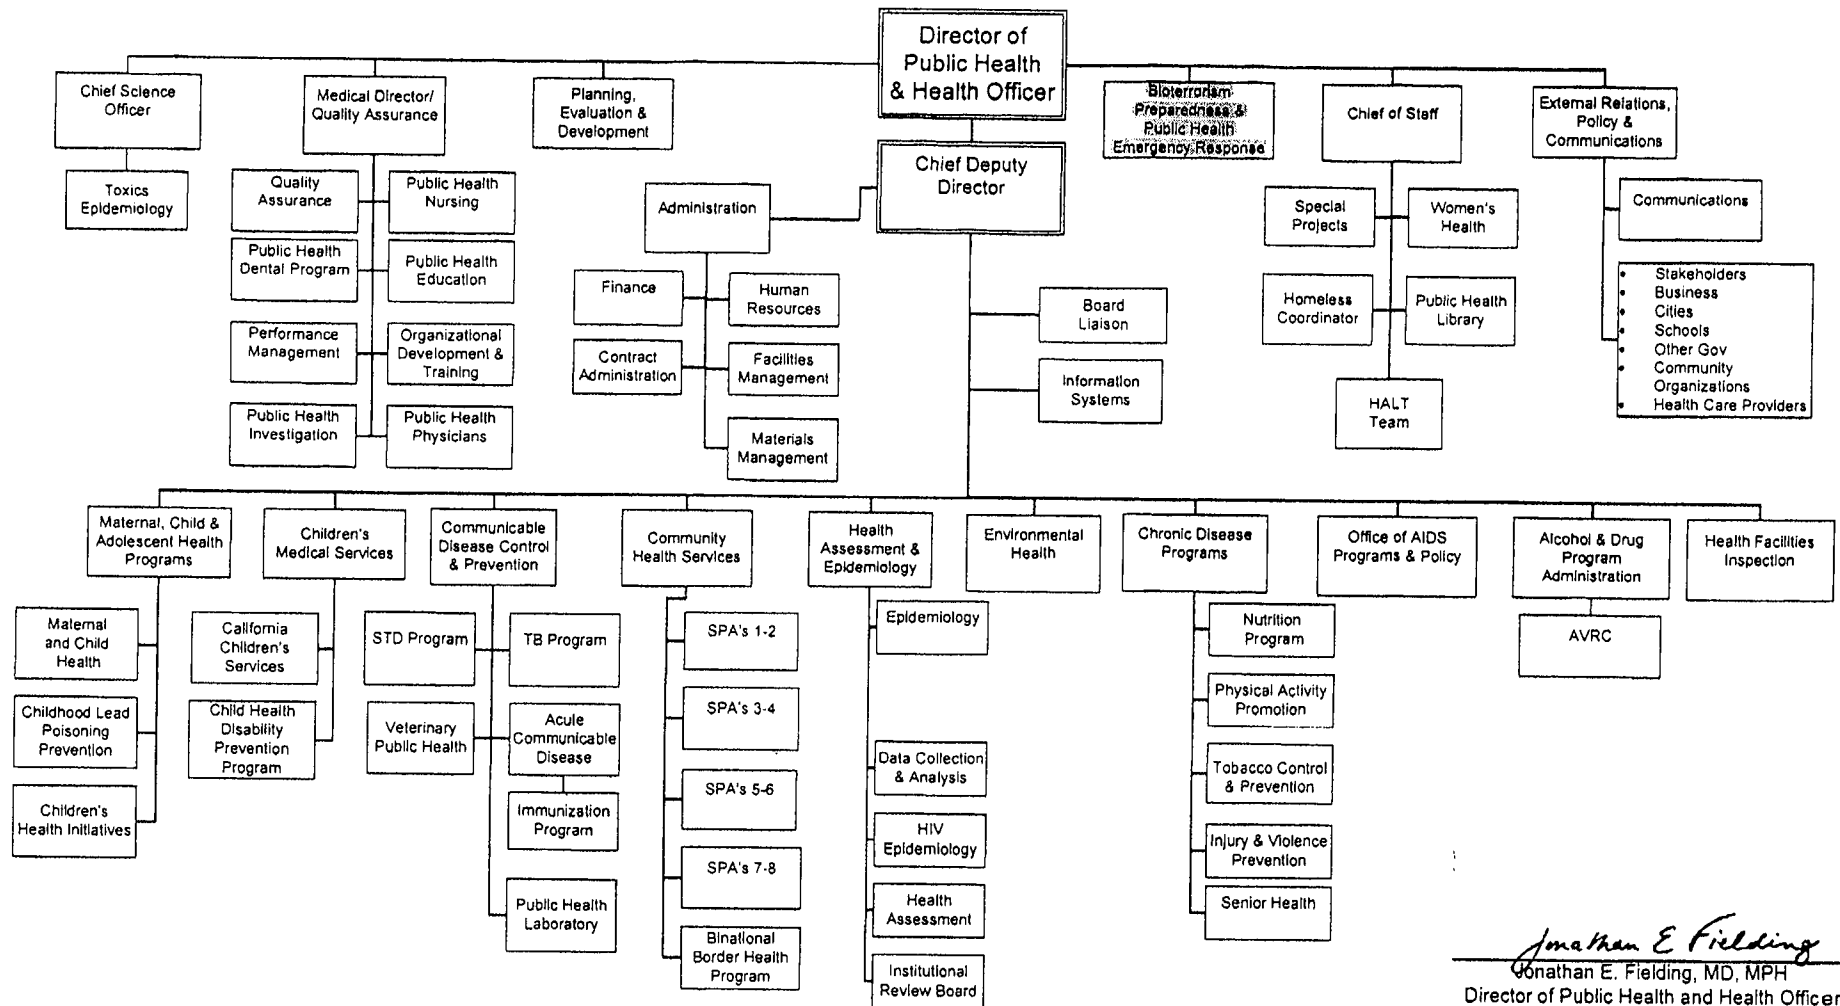 Director of
Public Health
& Health Officer
Chief Science
Officer
Medical Director/
Quality Assurance
Planning,
Evaluation &
Development
Bioterrorism
Preparedness &
Public Health
Emergency Response
Chief of Staff
External Relations,
Policy &
Communications
Chief Deputy
Director
Toxics
Epidemiology
Quality
Assurance
Public Health
Nursing
Public Health
Dental Program
Public Health
Education
Performance
Management
Organizational
Development &
Training
Public Health
Investigation
Public Health
Physicians
Administration
Finance
Human
Resources
Contract
Administration
Facilities
Management
Materials
Management
Board
Liaison
Information
Systems
Special
Projects
Women's
Health
Homeless
Coordinator
Public Health
Library
HALT
Team
Communications
• Stakeholders
• Business
• Cities
• Schools
• Other Gov
• Community
Organizations
• Health Care Providers
Maternal, Child &
Adolescent Health
Programs
Children's
Medical Services
Communicable
Disease Control
& Prevention
Community
Health Services
Health
Assessment &
Epidemiology
Environmental
Health
Chronic Disease
Programs
Office of AIDS
Programs & Policy
Alcohol & Drug
Program
Administration
Health Facilities
Inspection
Maternal
and Child
Health
Childhood Lead
Poisoning
Prevention
Children's
Health Initiatives
California
Children's
Services
Child Health
Disability
Prevention
Program
STD Program
TB Program
Veterinary
Public Health
Acule
Communicable
Disease
Immunization
Program
Public Health
Laboratory
SPA's 1-2
SPA's 3-4
SPA's 5-6
SPA's 7-8
Binational
Border Health
Program
Epidemiology
Data Collection
& Analysis
HIV
Epidemiology
Health
Assessment
Institutional
Review Board
Nutrition
Program
Physical Activity
Promotion
Tobacco Control
& Prevention
Injury & Violence
Prevention
Senior Health
AVRC
Jonathan E Fielding
Jonathan E. Fielding, MD, MPH
Director of Public Health and Health Officer